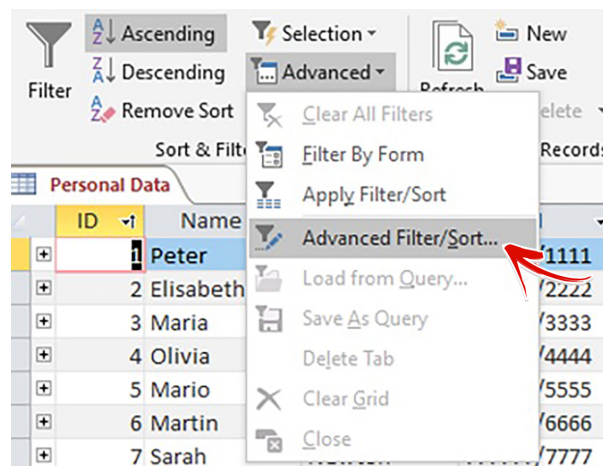 Ascending
Selection
New
Descending
Advanced
Save
Filter
Refresh
Remove Sort
Clear All Filters
elete
Sort & Filt
Filter By Form
Record
Personal Data
Apply Filter/Sort
ID
Name
Advanced Filter/Sort...
1 Peter
/1111
Load from Query...
2 Elisabeth
/2222
3 Maria
Save As Query
/3333
4 Olivia
Delete Tab
/4444
5 Mario
Clear Grid
/5555
6 Martin
/6666
Close
7 Sarah
/7777